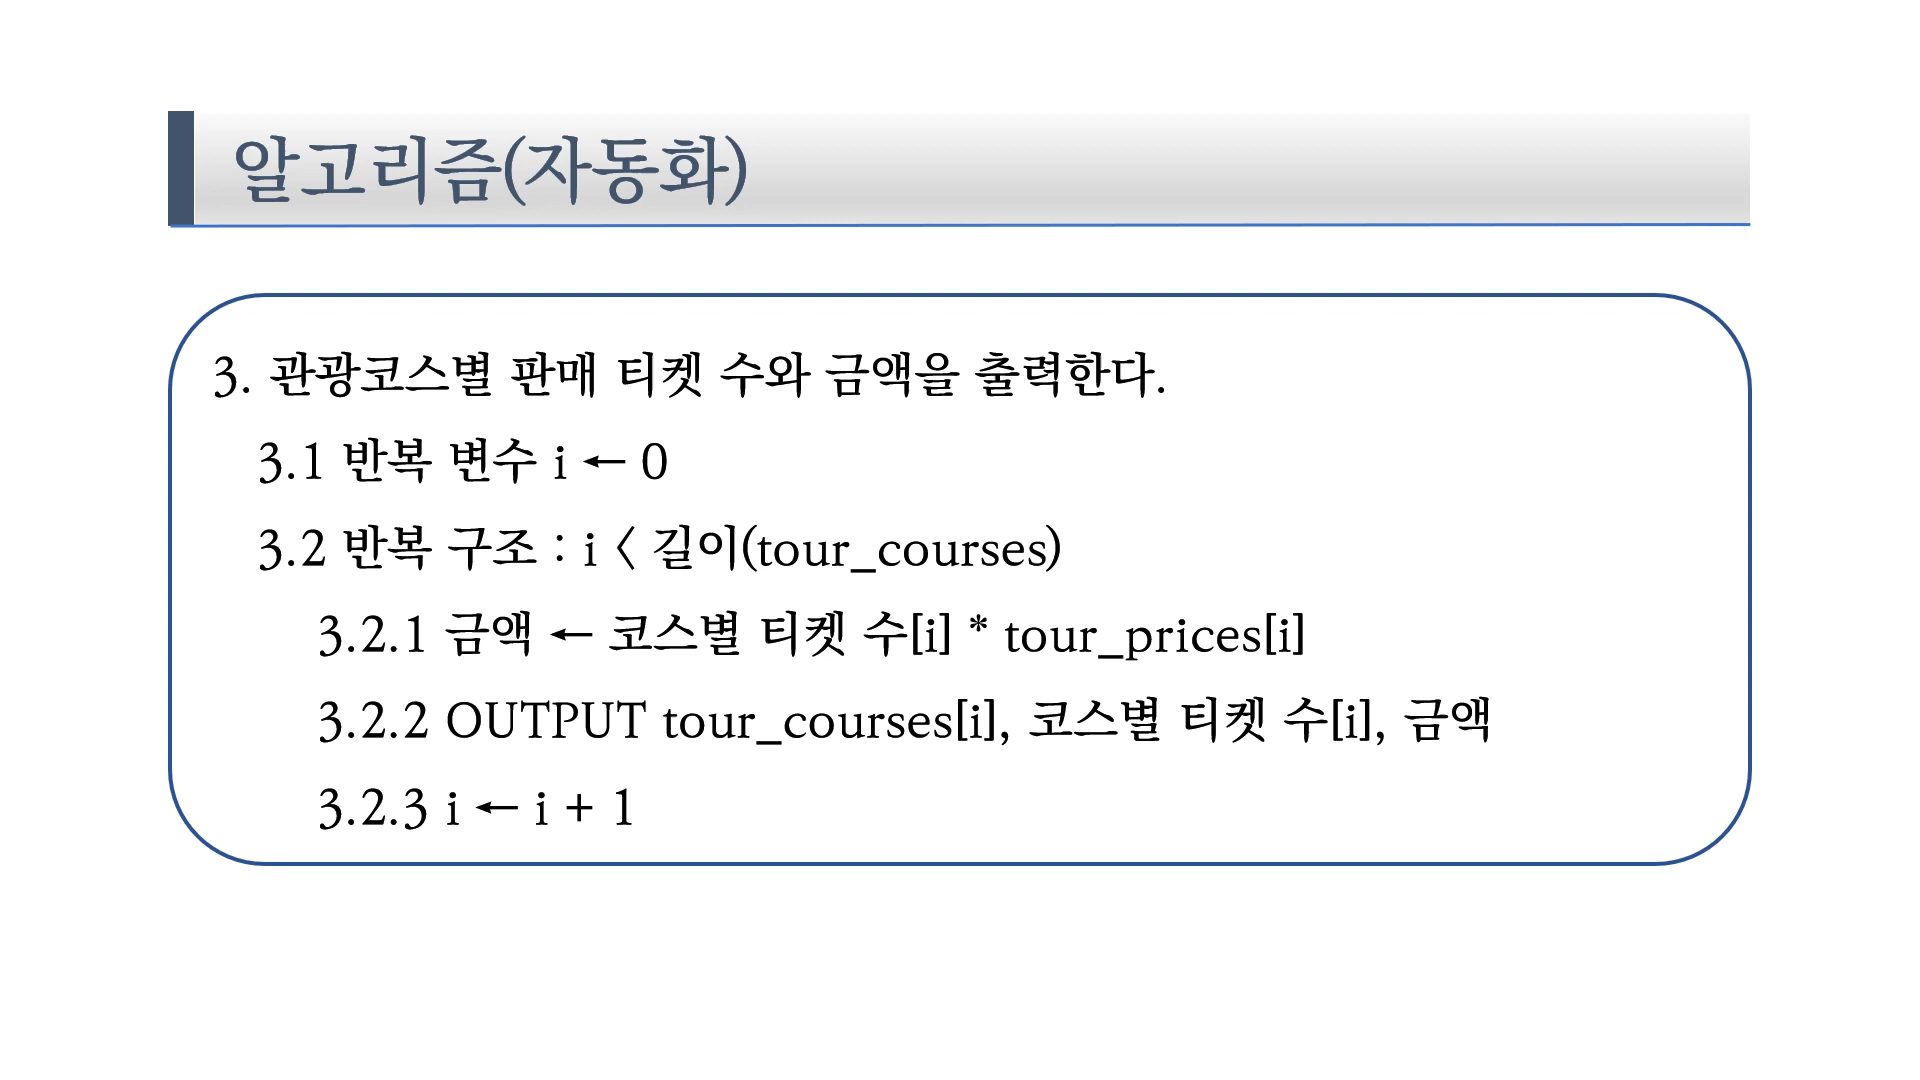 알고리즘(자동화)
3. 관광코스별 판매 티켓 수와 금액을 출력한다.
3.1 반복 변수 i ← 0
3.2 반복 구조 : i < 길이(tour_courses)
3.2.1 금액 ← 코스별 티켓 수[i] * tour_prices[i]
3.2.2 OUTPUT tour_courses[i], 코스별 티켓 수[i], 금액
3.2.3 i ← i + 1